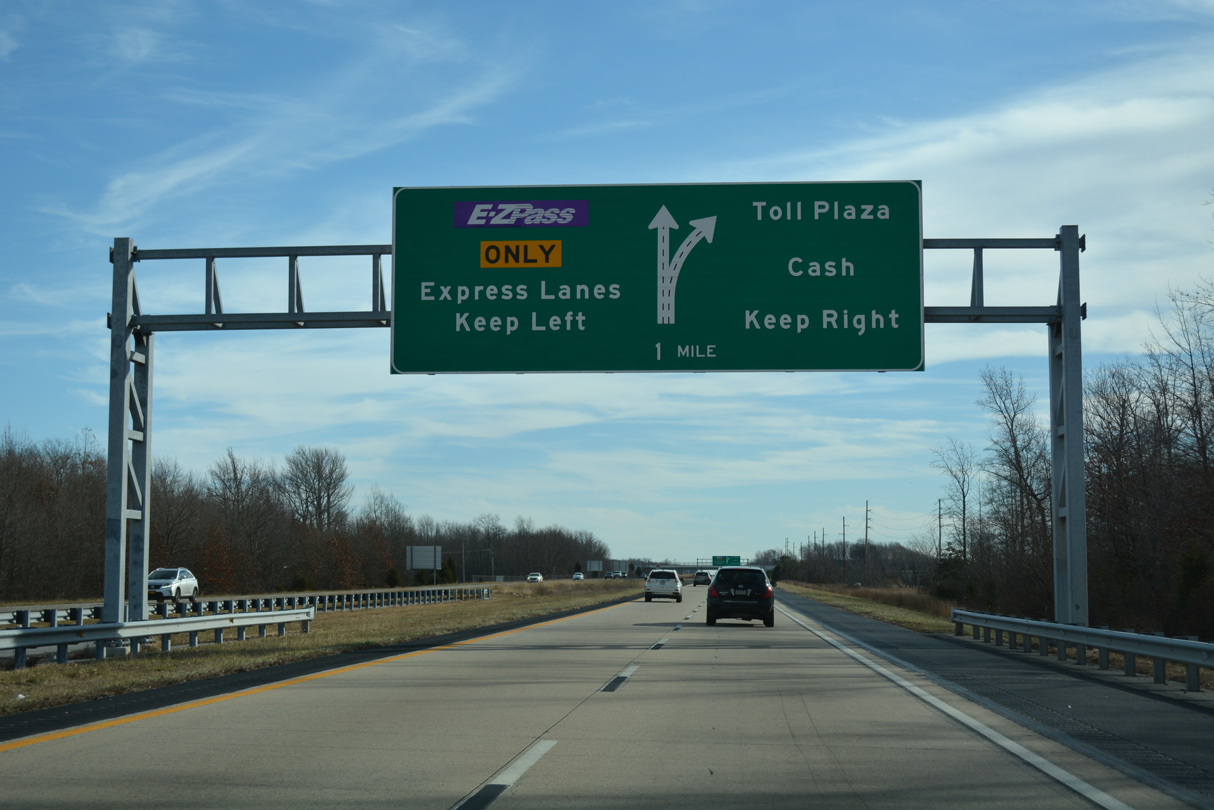 E-ZPass
ONLY
Express Lanes
Keep Left
Toll Plaza
Cash
Keep Right
1 MILE